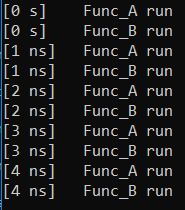 [0 s]    Func_A run
[0 s]    Func_B run
[1 ns]    Func_A run
[1 ns]    Func_B run
[2 ns]    Func_A run
[2 ns]    Func_B run
[3 ns]    Func_A run
[3 ns]    Func_B run
[4 ns]    Func_A run
[4 ns]    Func_B run